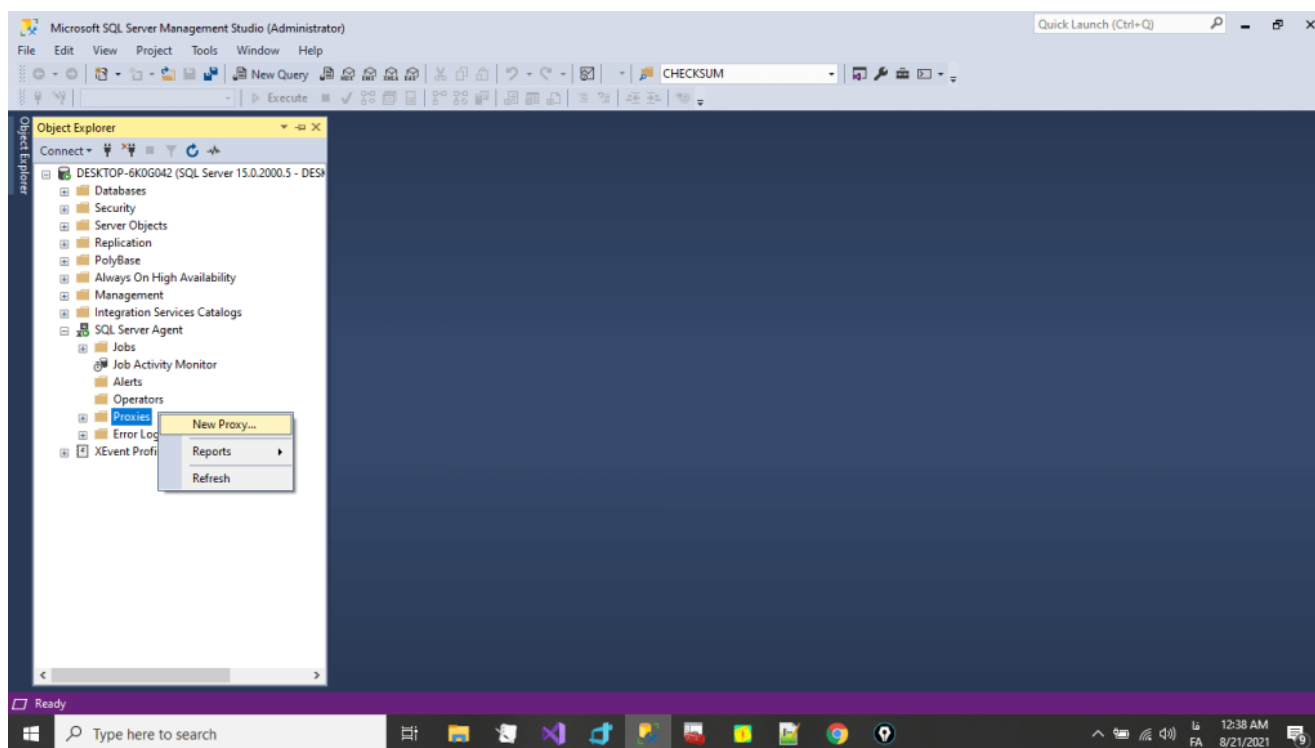 Microsoft SQL Server Management Studio (Administrator)
Quick Launch (Ctrl+Q)
File Edit View Project Tools Window Help
New Query
CHECKSUM
Execute
Object Explorer
Object Explorer
Connect
DESKTOP-6K0G042 (SQL Server 15.0.2000.5 - DESK
Databases
Security
Server Objects
Replication
PolyBase
Always On High Availability
Management
Integration Services Catalogs
SQL Server Agent
Jobs
Job Activity Monitor
Alerts
Operators
Proxies
New Proxy...
Error Log
Reports
XEvent Profi
Refresh
Ready
Type here to search
فا
FA
12:38 AM
8/21/2021